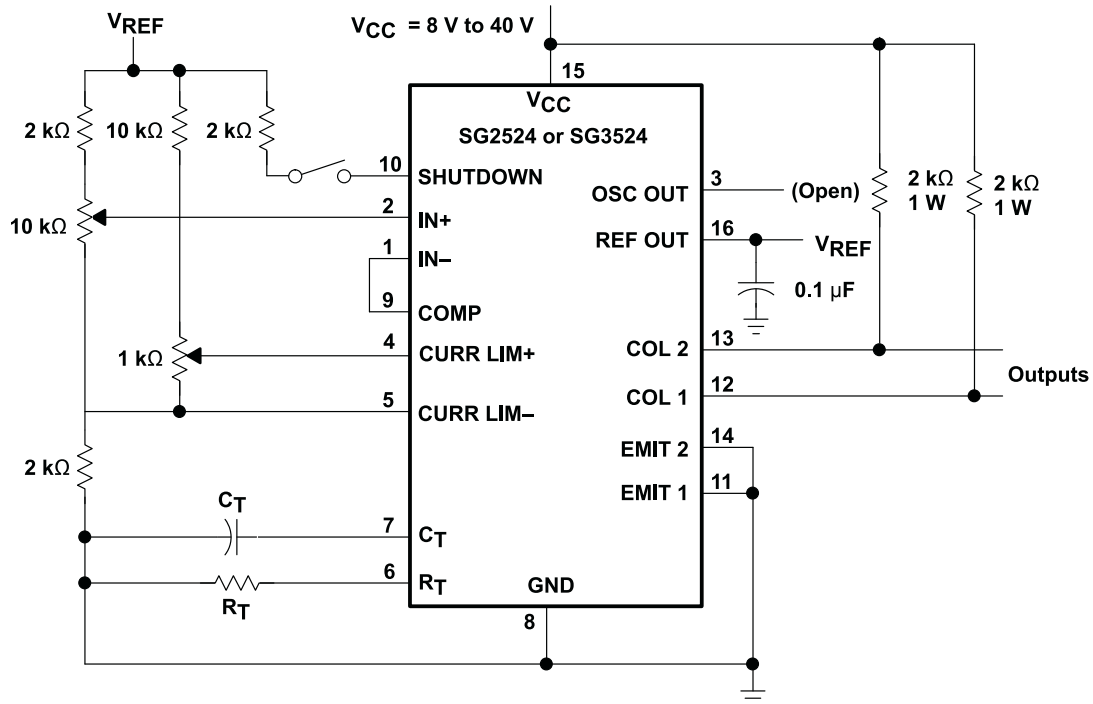 VREF
VCC = 8 V to 40 V
15
VCC
SG2524 or SG3524
2 kΩ
10 kΩ
2 kΩ
10
SHUTDOWN
3
OSC OUT
(Open)
2 kΩ
1 W
2 kΩ
1 W
10 kΩ
2
IN+
16
REF OUT
VREF
1
IN–
0.1 µF
9
COMP
1 kΩ
4
CURR LIM+
13
COL 2
Outputs
12
COL 1
5
CURR LIM–
14
EMIT 2
2 kΩ
11
EMIT 1
CT
7
CT
6
RT
RT
GND
8